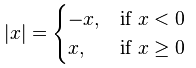 |x| = { −x, if x < 0
x, if x ≥ 0